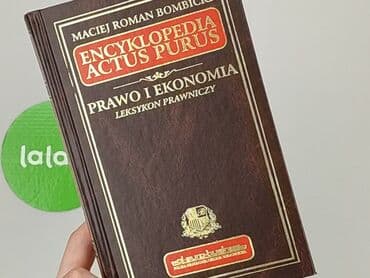 MACIEJ ROMAN BOMBICKI
ENCYKLOPEDIA
ACTUS PURUS
PRAWO I EKONOMIA
LEKSYKON PRAWNICZY
lala